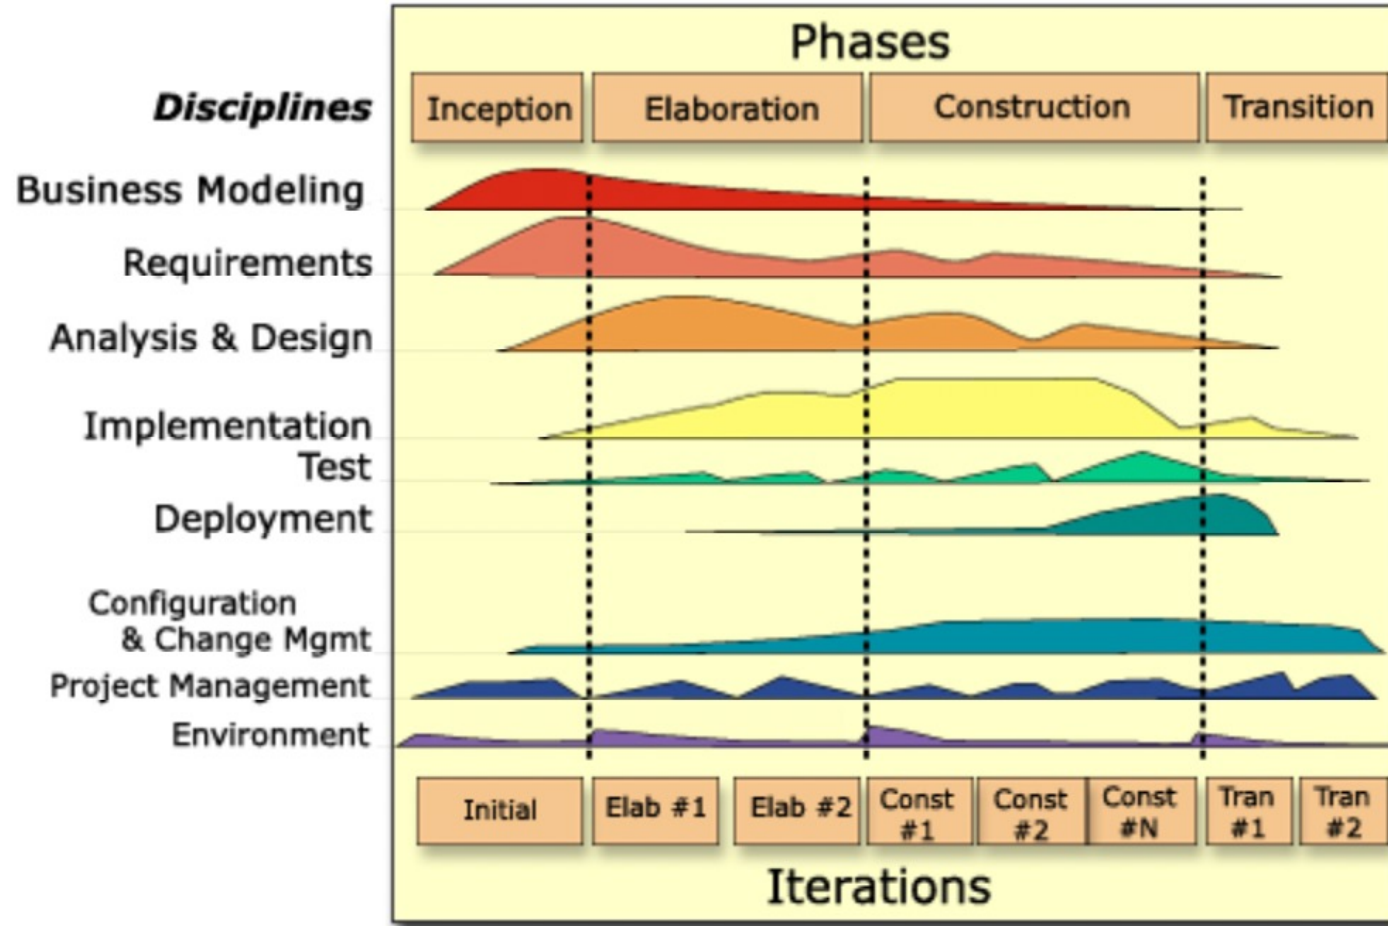 Phases
Disciplines
Inception
Elaboration
Construction
Transition
Business Modeling
Requirements
Analysis & Design
Implementation
Test
Deployment
Configuration
& Change Mgmt
Project Management
Environment
Initial
Elab #1
Elab #2
Const
#1
Const
#2
Const
#N
Tran
#1
Tran
#2
Iterations